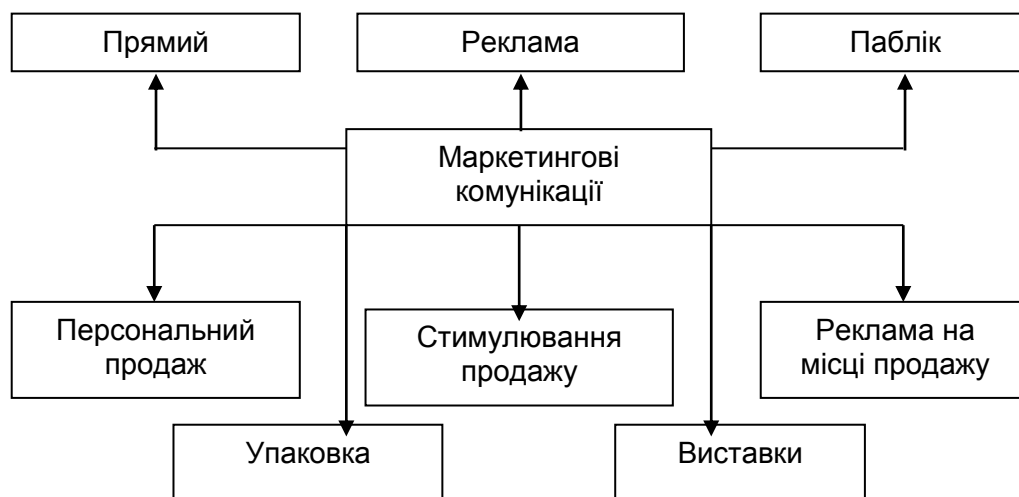 Прямий
Реклама
Паблік
Маркетингові
комунікації
Персональний
продаж
Стимулювання
продажу
Реклама на
місці продажу
Упаковка
Виставки